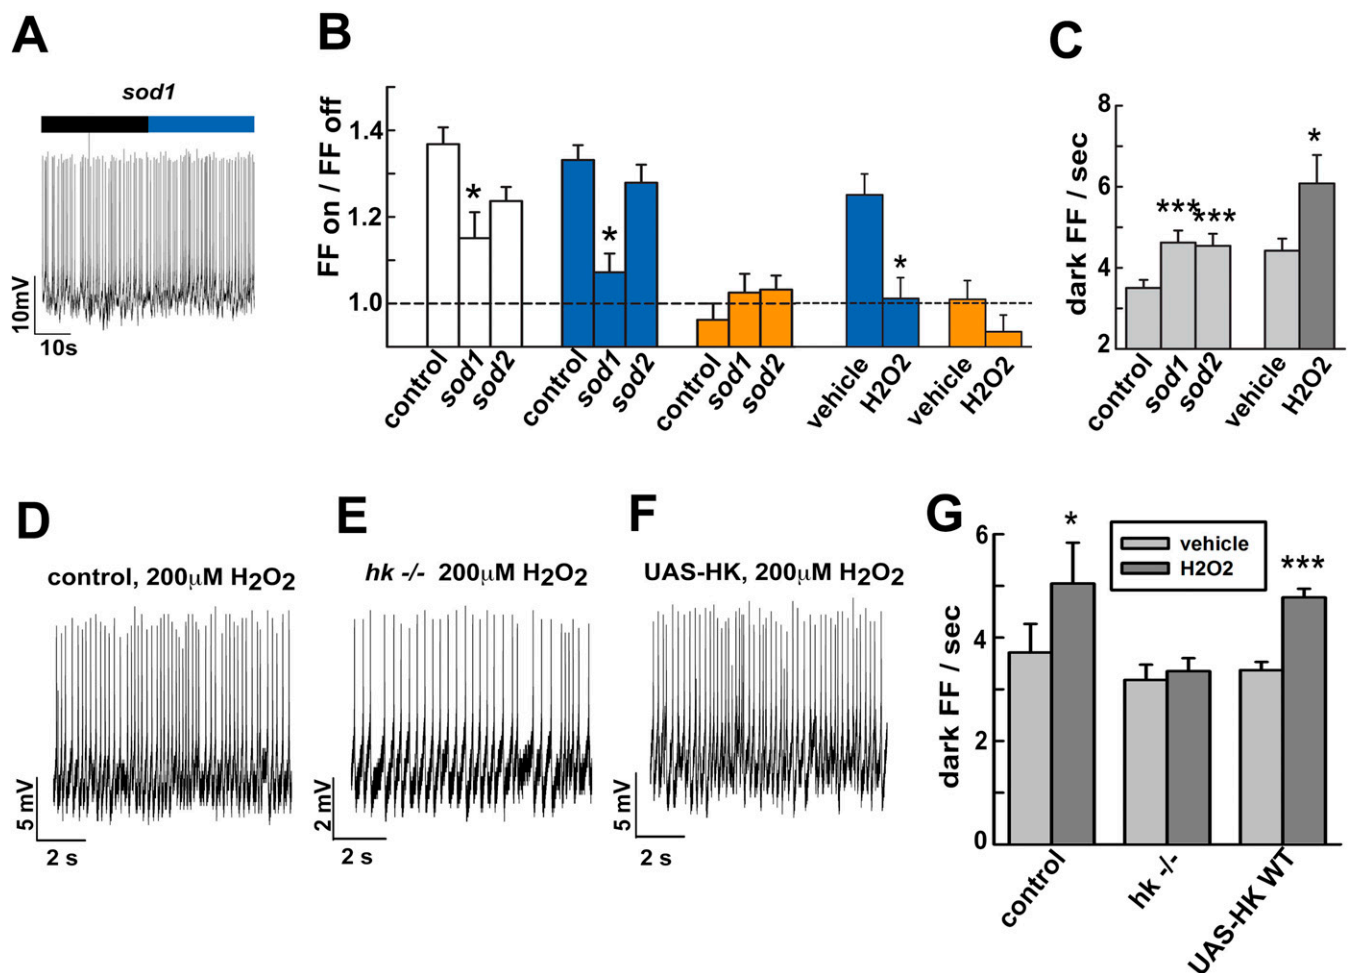 A
sod1
10mV
10s
B
FF on / FF off
1.4
1.2
1.0
*
*
*
control
sod1
sod2
control
sod1
sod2
control
sod1
sod2
vehicle
H2O2
vehicle
H2O2
C
dark FF / sec
8
6
4
2
***
***
*
control
sod1
sod2
vehicle
H2O2
D
control, 200μM H2O2
5 mV
2 s
E
hk -/- 200μM H2O2
2 mV
2 s
F
UAS-HK, 200μM H2O2
5 mV
2 s
G
dark FF / sec
6
4
2
0
*
***
vehicle
H2O2
control
hk -/-
UAS-HK WT